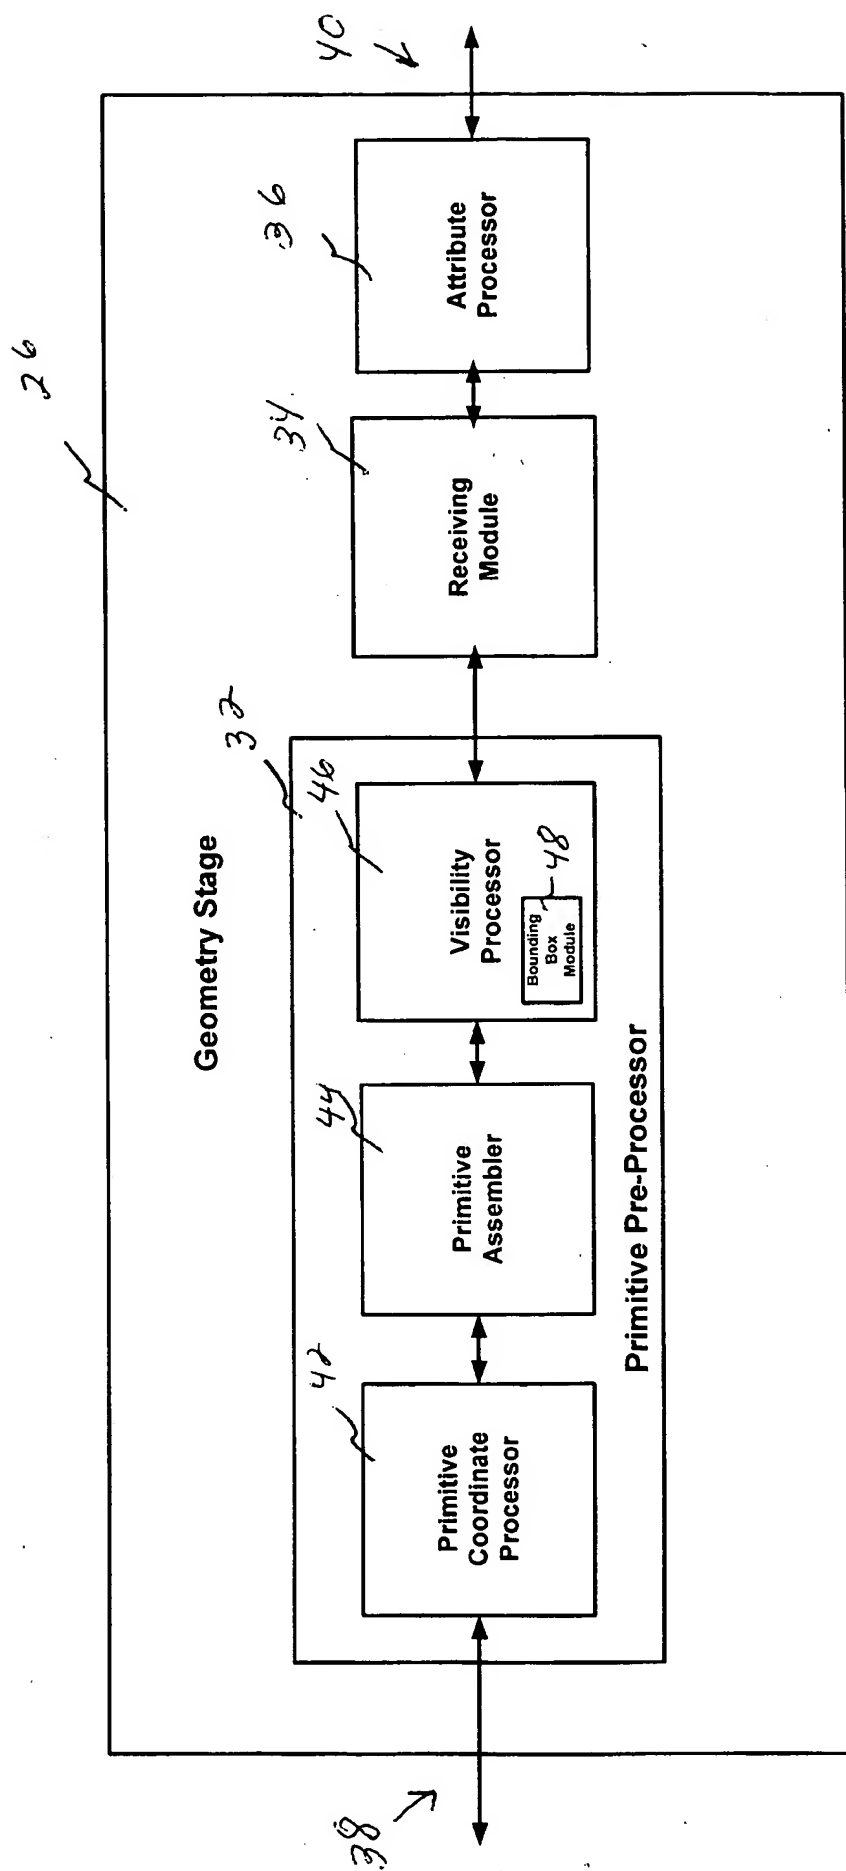 26
40
Geometry Stage
32
42
44
46
34
36
Primitive
Coordinate
Processor
Primitive
Assembler
Visibility
Processor
Bounding
Box
Module
48
Receiving
Module
Attribute
Processor
Primitive Pre-Processor
38